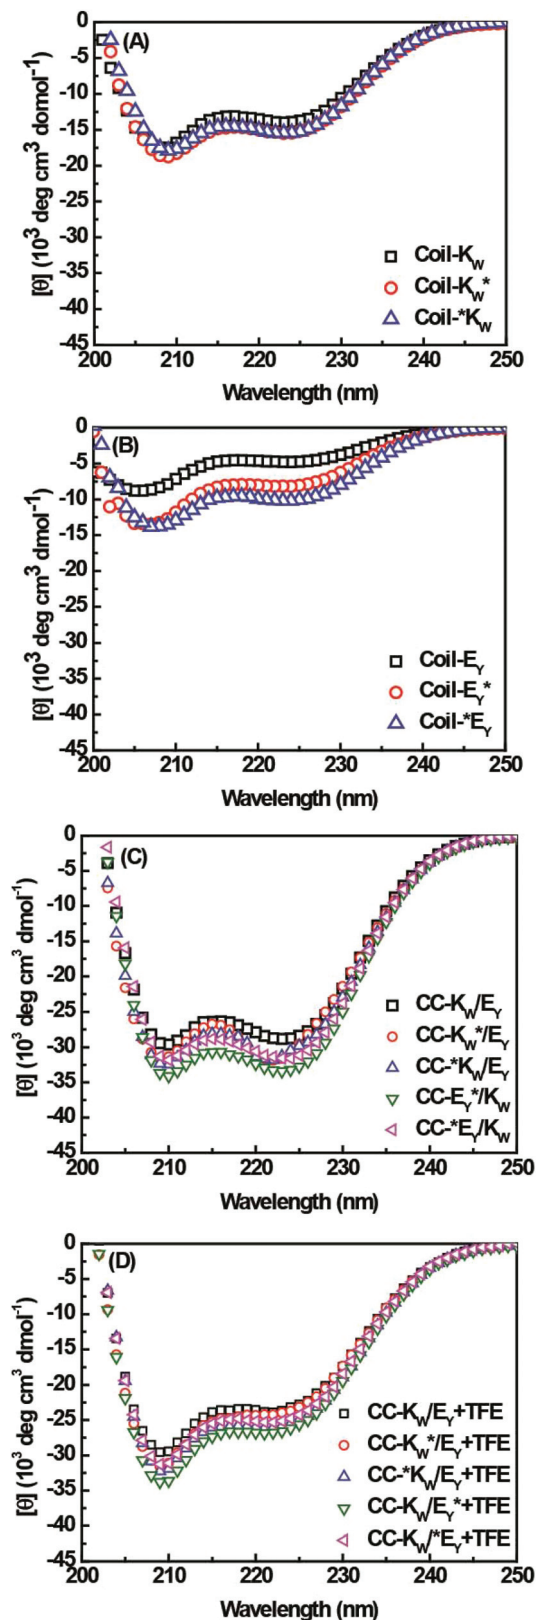 0
-5
-10
-15
-20
-25
-30
-35
-40
-45
(A)
[θ] (10³ deg cm³ domol⁻¹)
Coil-K_W
Coil-K_W*
Coil-*K_W
200 210 220 230 240 250
Wavelength (nm)
0
-5
-10
-15
-20
-25
-30
-35
-40
-45
(B)
[θ] (10³ deg cm³ dmol⁻¹)
Coil-E_Y
Coil-E_Y*
Coil-*E_Y
200 210 220 230 240 250
Wavelength (nm)
0
-5
-10
-15
-20
-25
-30
-35
-40
-45
(C)
[θ] (10³ deg cm³ dmol⁻¹)
CC-K_W/E_Y
CC-K_W*/E_Y
CC-*K_W/E_Y
CC-E_Y*/K_W
CC-*E_Y/K_W
200 210 220 230 240 250
Wavelength (nm)
0
-5
-10
-15
-20
-25
-30
-35
-40
-45
(D)
[θ] (10³ deg cm³ dmol⁻¹)
CC-K_W/E_Y+TFE
CC-K_W*/E_Y+TFE
CC-*K_W/E_Y+TFE
CC-K_W/E_Y*+TFE
CC-K_W/*E_Y+TFE
200 210 220 230 240 250
Wavelength (nm)